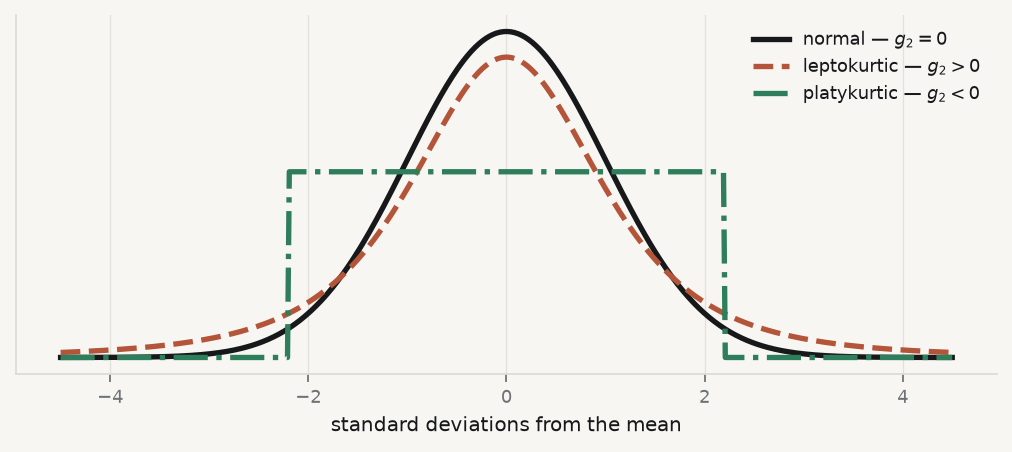 normal — g₂ = 0
leptokurtic — g₂ > 0
platykurtic — g₂ < 0
−4 −2 0 2 4
standard deviations from the mean